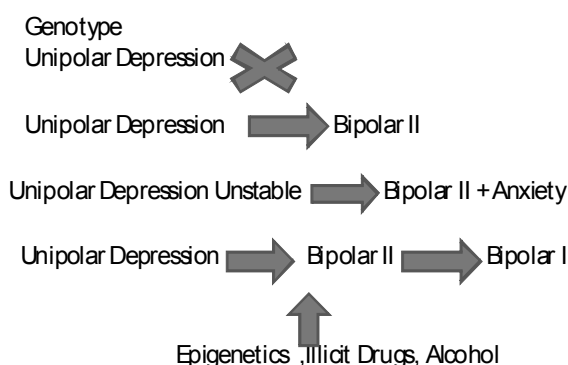 Genotype
Unipolar Depression
Unipolar Depression Bipolar II
Unipolar Depression Unstable Bipolar II + Anxiety
Unipolar Depression Bipolar II Bipolar I
Epigenetics ,Illicit Drugs, Alcohol